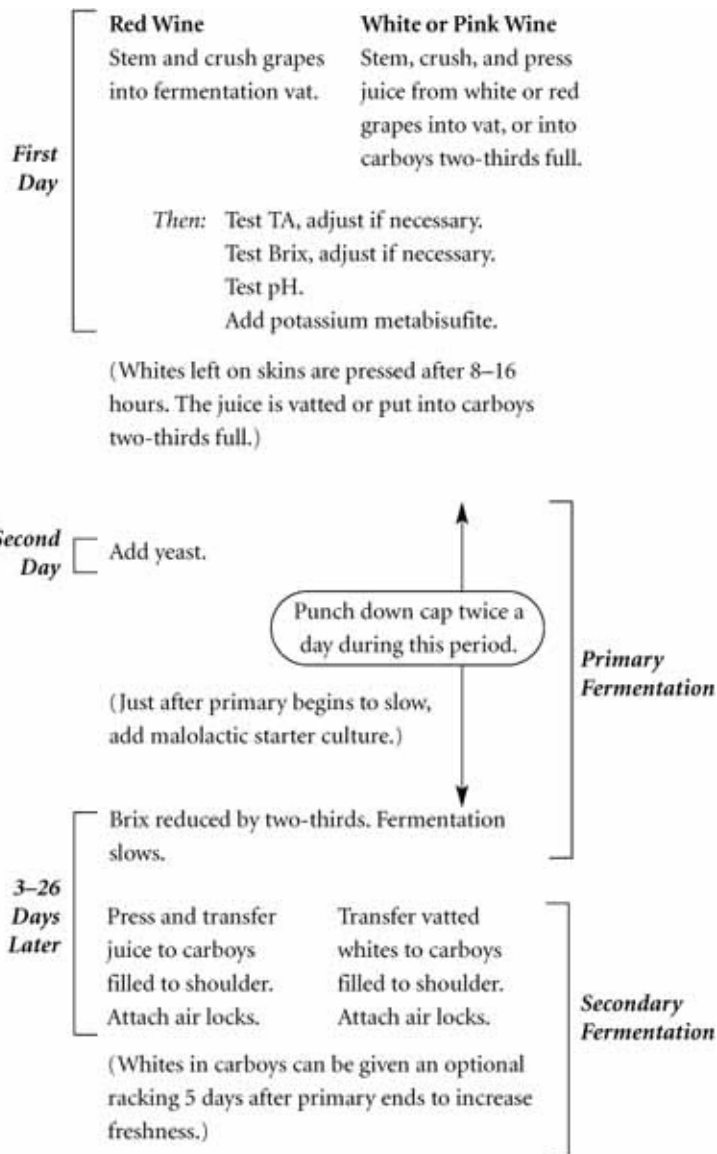 Red Wine
Stem and crush grapes
into fermentation vat.
White or Pink Wine
Stem, crush, and press
juice from white or red
grapes into vat, or into
carboys two-thirds full.
First
Day
Then: Test TA, adjust if necessary.
Test Brix, adjust if necessary.
Test pH.
Add potassium metabisufite.
(Whites left on skins are pressed after 8–16
hours. The juice is vatted or put into carboys
two-thirds full.)
Second
Day
Add yeast.
Punch down cap twice a
day during this period.
Primary
Fermentation
(Just after primary begins to slow,
add malolactic starter culture.)
Brix reduced by two-thirds. Fermentation
slows.
3–26
Days
Later
Press and transfer
juice to carboys
filled to shoulder.
Attach air locks.
Transfer vatted
whites to carboys
filled to shoulder.
Attach air locks.
Secondary
Fermentation
(Whites in carboys can be given an optional
racking 5 days after primary ends to increase
freshness.)